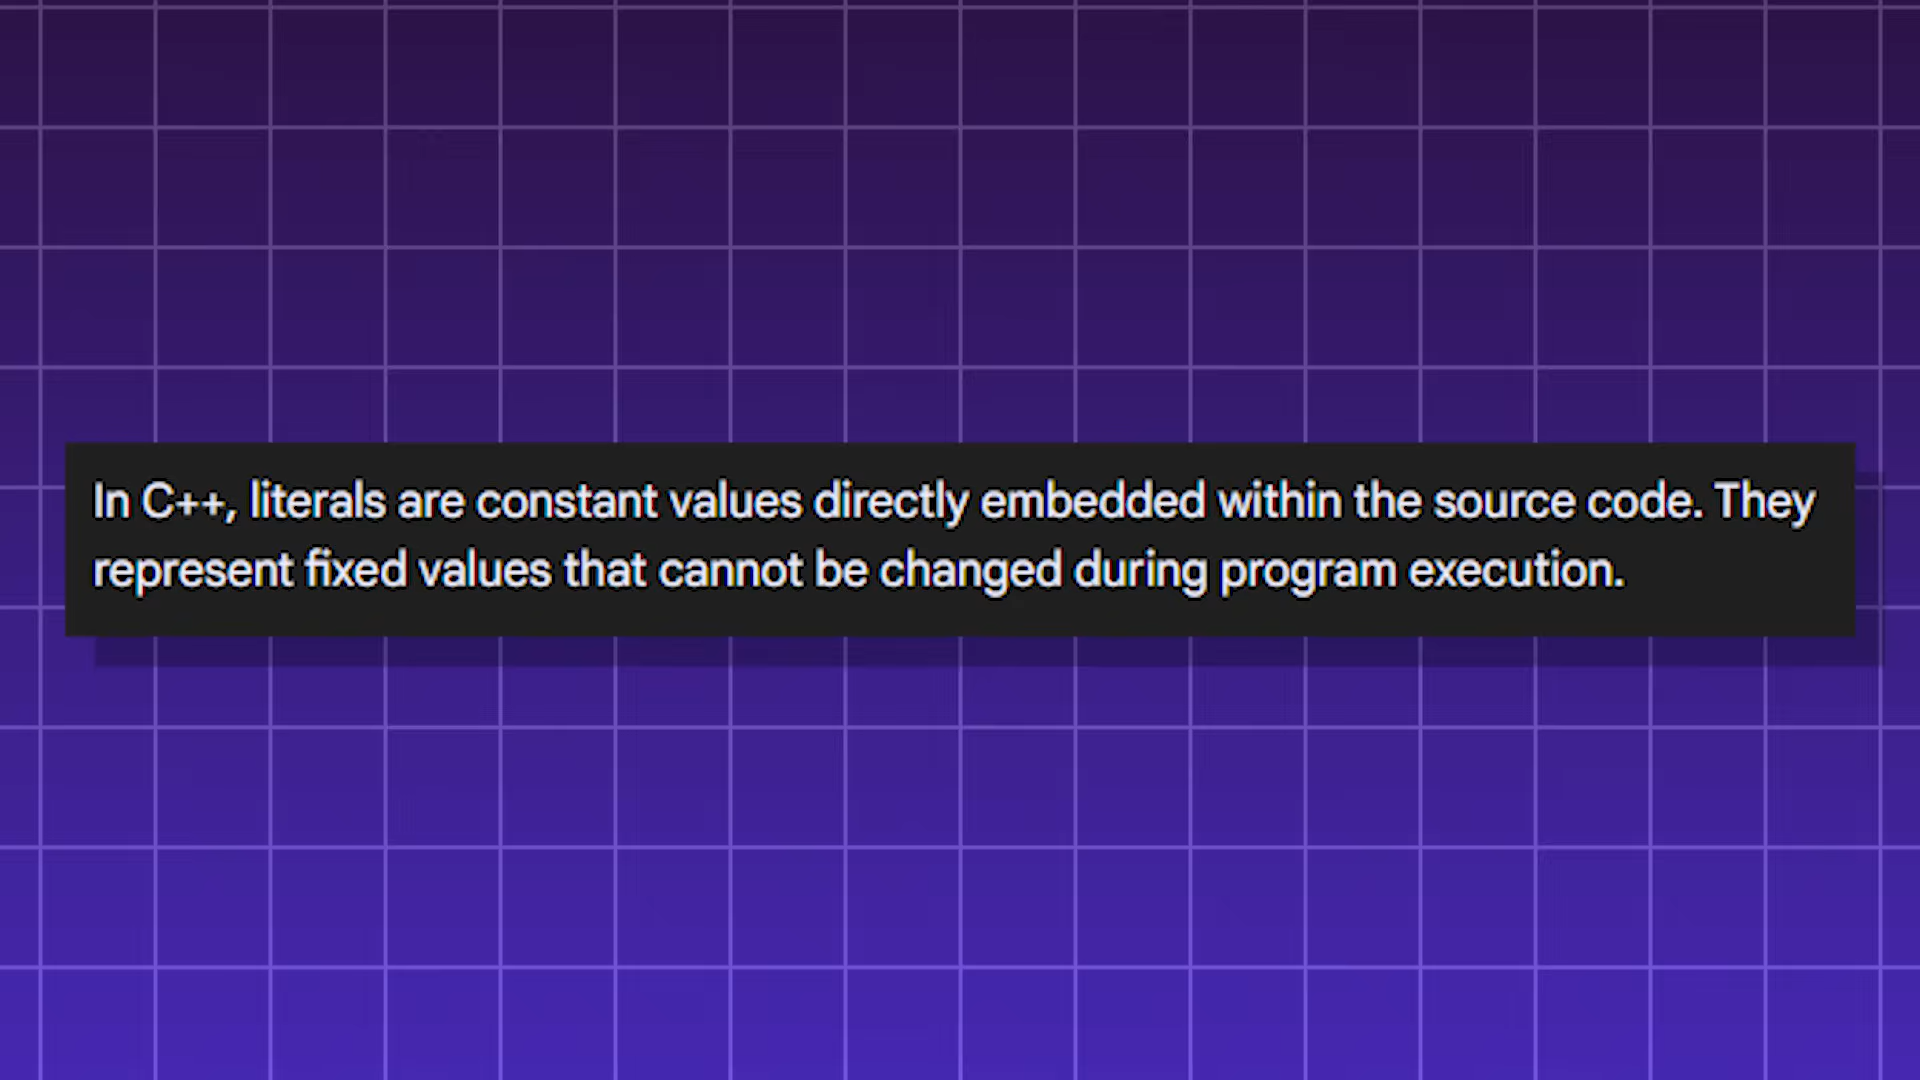 In C++, literals are constant values directly embedded within the source code. They
represent fixed values that cannot be changed during program execution.